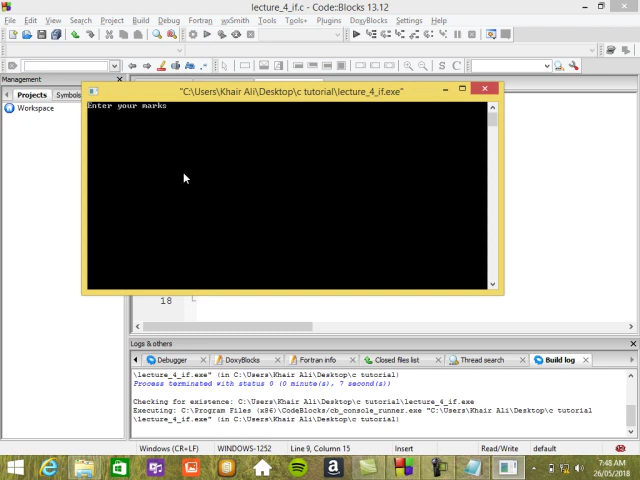 lecture_4_if.c - Code::Blocks 13.12
File Edit View Search Project Build Debug Fortran wxSmith Tools Tools+ Plugins DoxyBlocks Settings Help
Management
Projects Symbols
Workspace
"C:\Users\Khair Ali\Desktop\c tutorial\lecture_4_if.exe"
Enter your marks
18
Logs & others
Debugger DoxyBlocks Fortran info Closed files list Thread search Build log
\lecture_4_if.exe" (in C:\Users\Khair Ali\Desktop\c tutorial)
Process terminated with status 0 (0 minute(s), 7 second(s))
Checking for existence: C:\Users\Khair Ali\Desktop\c tutorial\lecture_4_if.exe
Executing: C:\Program Files (x86)\CodeBlocks/cb_console_runner.exe "C:\Users\Khair Ali\Desktop\c tutorial
\lecture_4_if.exe" (in C:\Users\Khair Ali\Desktop\c tutorial)
Windows (CR+LF) WINDOWS-1252 Line 9, Column 15 Insert Read/Write default
7:48 AM
26/05/2018